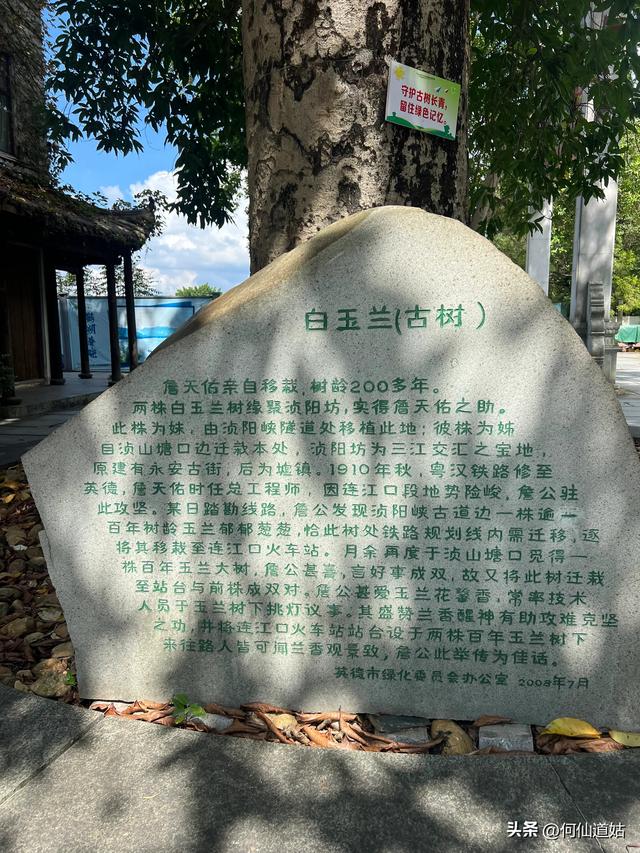 守护古树长青，
留住绿色记忆。
白玉兰(古树)
詹天佑亲自移栽，树龄200多年。
两株白玉兰树缘聚浈阳坊，实得詹天佑之助。
此株为妹，由浈阳峡隧道处移植此地；彼株为姊
自浈山塘口边迁栽本处，浈阳坊为三江交汇之宝地，
原建有永安古街，后为墟镇。1910年秋，粤汉铁路修至
英德，詹天佑时任总工程师，因连江口段地势险峻，詹公驻
此攻坚。某日踏勘线路，詹公发现浈阳峡古道边一株逾一
百年树龄玉兰郁郁葱葱，恰此树处铁路规划线内需迁移，逐
将其移栽至连江口火车站。月余再度于浈山塘口觅得一
株百年玉兰大树，詹公甚喜，言好事成双，故又将此树迁栽
至站台与前株成双对。詹公甚爱玉兰花馨香，常率技术
人员于玉兰树下挑灯议事。其盛赞兰香醒神有助攻难克坚
之功，并将连江口火车站站台设于两株百年玉兰树下
来往路人皆可闻兰香观景致，詹公此举传为佳话。
英德市绿化委员会办公室 2008年7月
头条 @何仙道姑